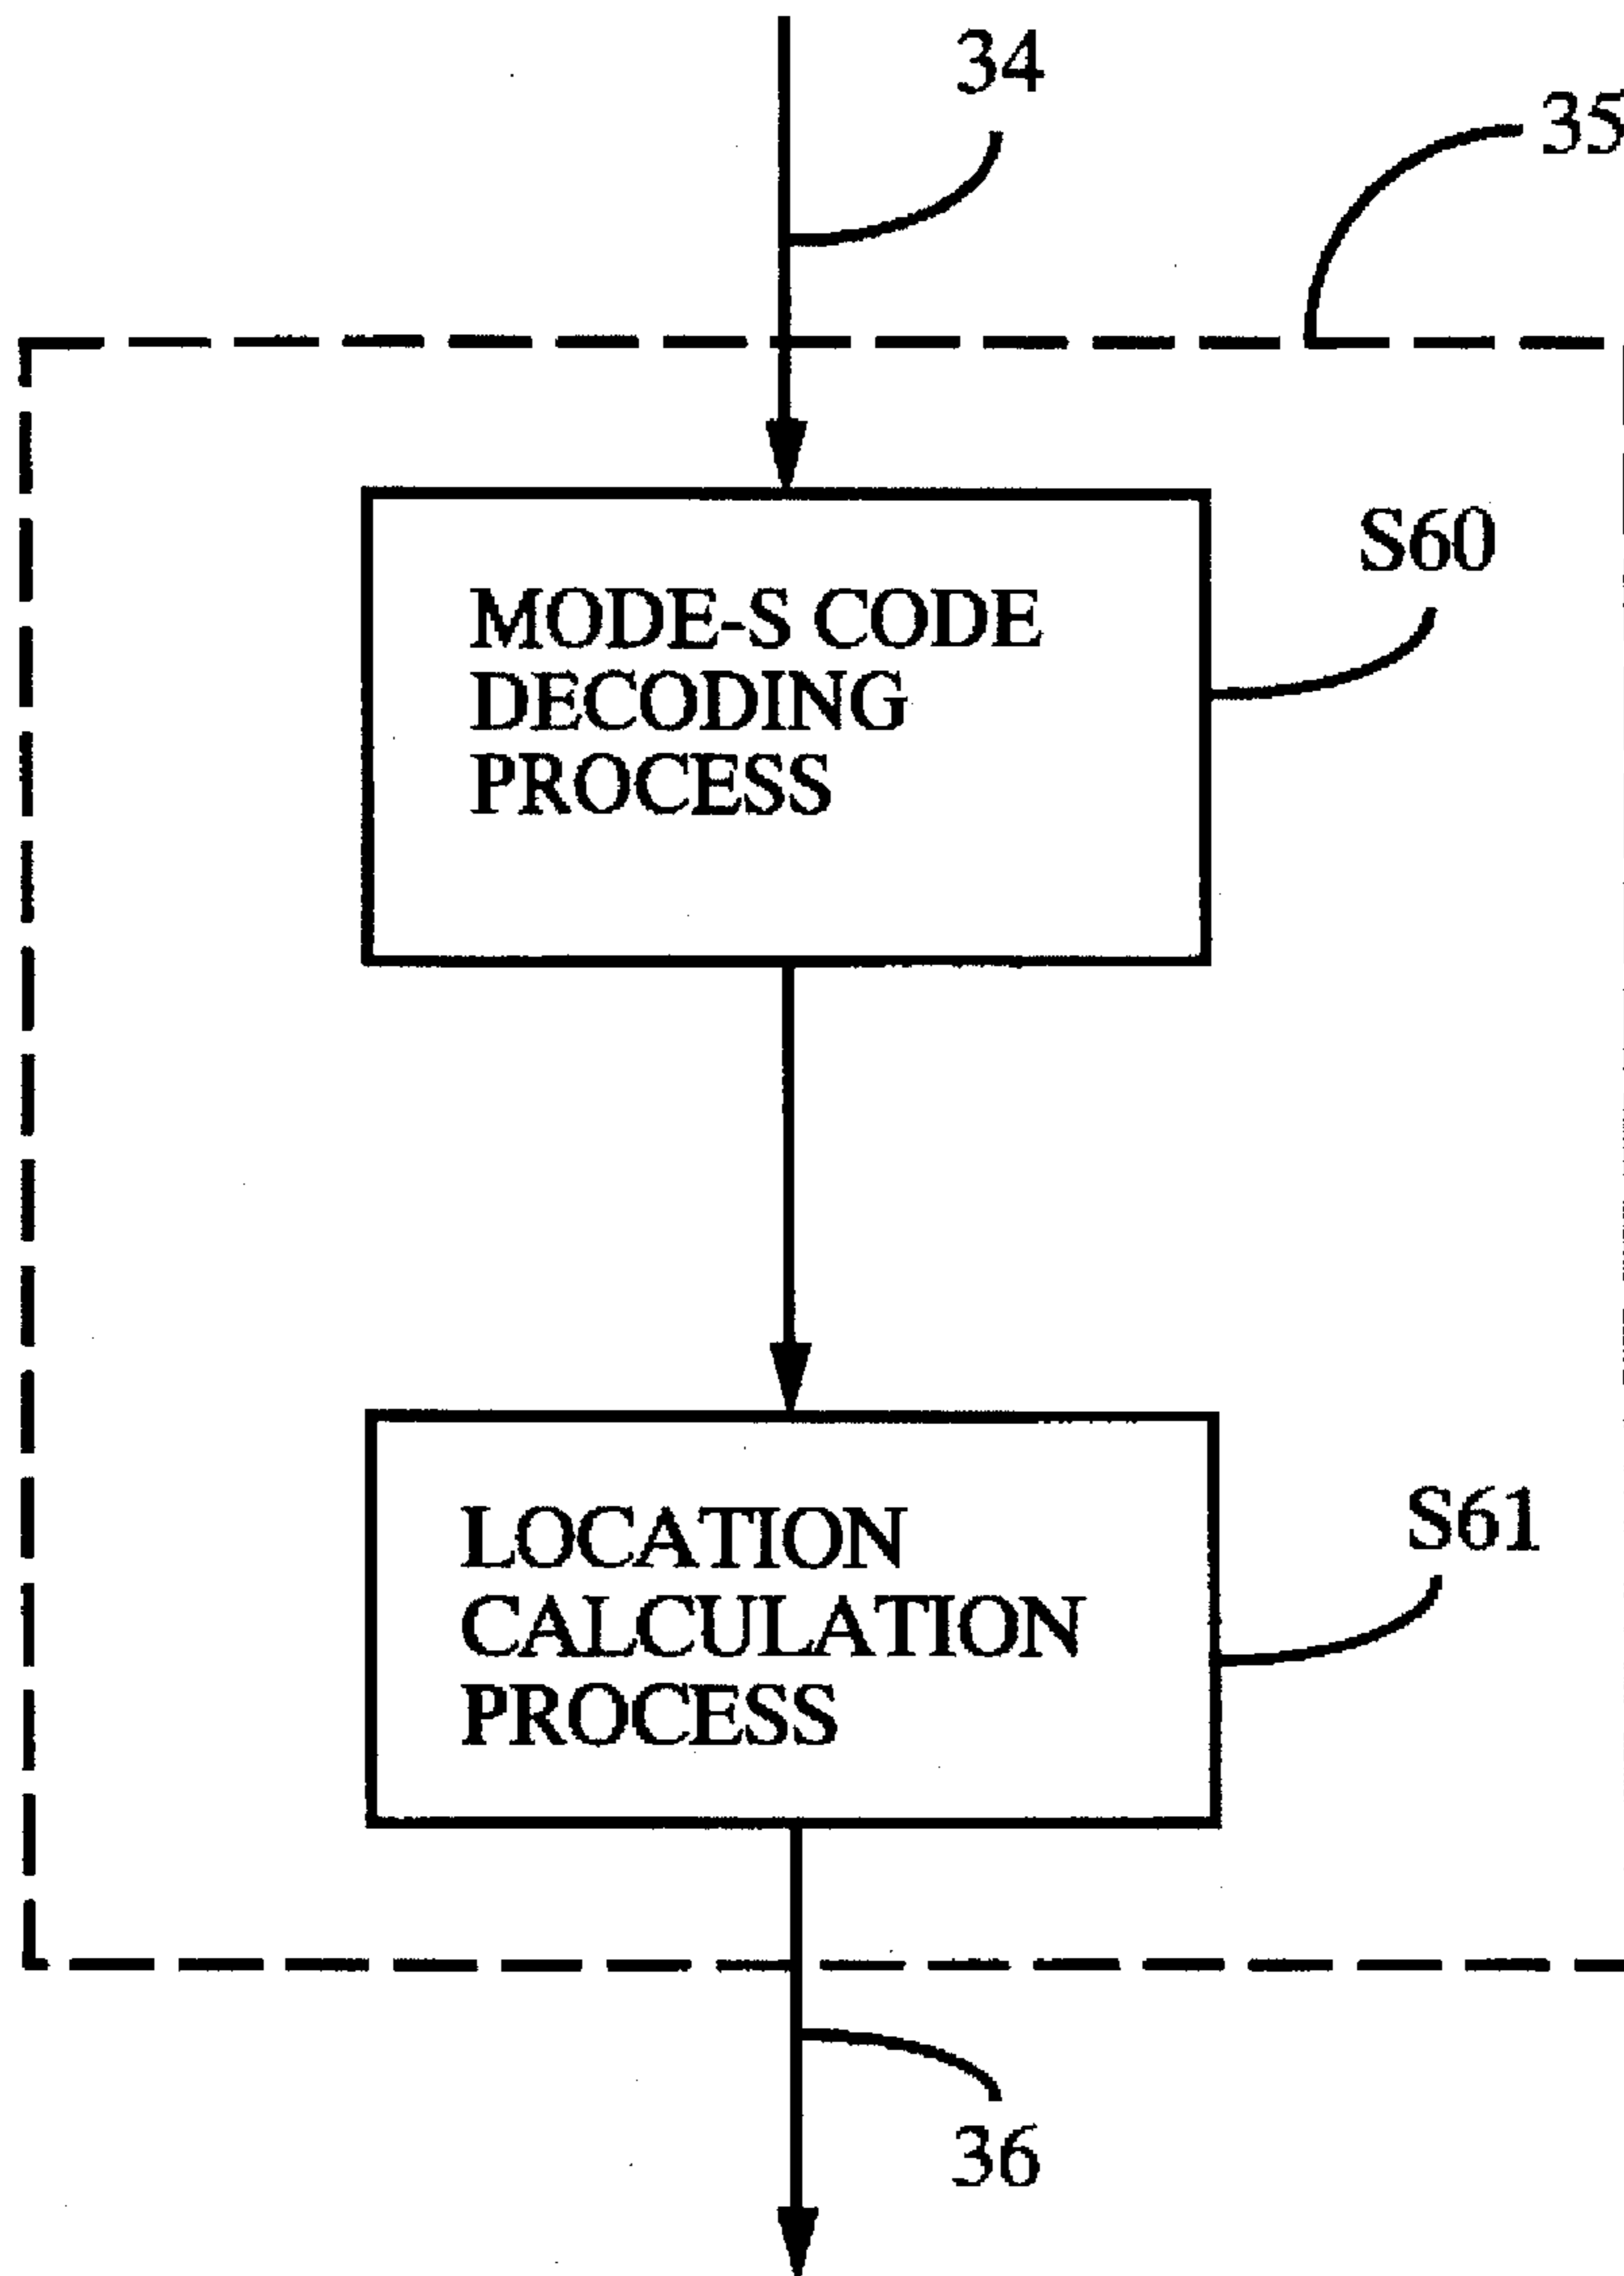 34
35
S60
MODE-S CODE
DECODING
PROCESS
S61
LOCATION
CALCULATION
PROCESS
36